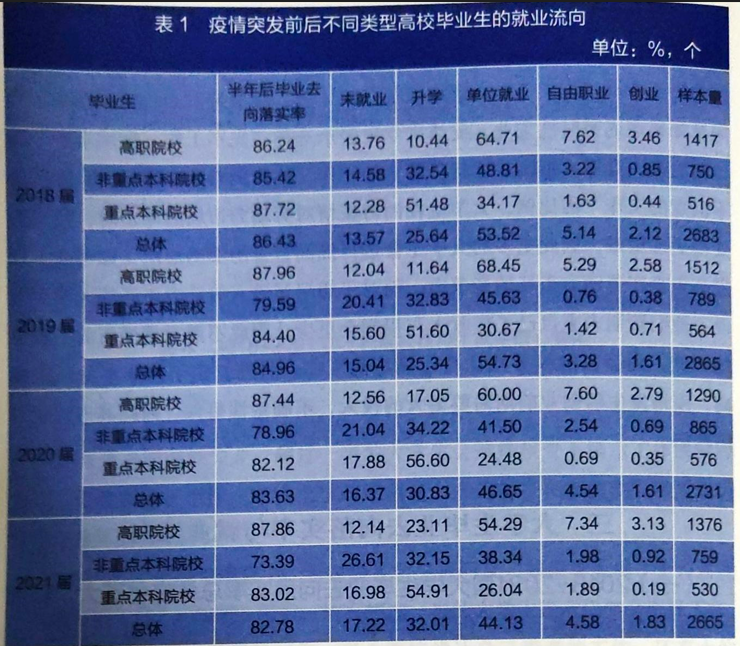 表 1 疫情突发前后不同类型高校毕业生的就业流向
单位：%，个
毕业生 半年后毕业去向落实率 未就业 升学 单位就业 自由职业 创业 样本量
2018 届
高职院校 86.24 13.76 10.44 64.71 7.62 3.46 1417
非重点本科院校 85.42 14.58 32.54 48.81 3.22 0.85 750
重点本科院校 87.72 12.28 51.48 34.17 1.63 0.44 516
总体 86.43 13.57 25.64 53.52 5.14 2.12 2683
2019 届
高职院校 87.96 12.04 11.64 68.45 5.29 2.58 1512
非重点本科院校 79.59 20.41 32.83 45.63 0.76 0.38 789
重点本科院校 84.40 15.60 51.60 30.67 1.42 0.71 564
总体 84.96 15.04 25.34 54.73 3.28 1.61 2865
2020 届
高职院校 87.44 12.56 17.05 60.00 7.60 2.79 1290
非重点本科院校 78.96 21.04 34.22 41.50 2.54 0.69 865
重点本科院校 82.12 17.88 56.60 24.48 0.69 0.35 576
总体 83.63 16.37 30.83 46.65 4.54 1.61 2731
2021 届
高职院校 87.86 12.14 23.11 54.29 7.34 3.13 1376
非重点本科院校 73.39 26.61 32.15 38.34 1.98 0.92 759
重点本科院校 83.02 16.98 54.91 26.04 1.89 0.19 530
总体 82.78 17.22 32.01 44.13 4.58 1.83 2665